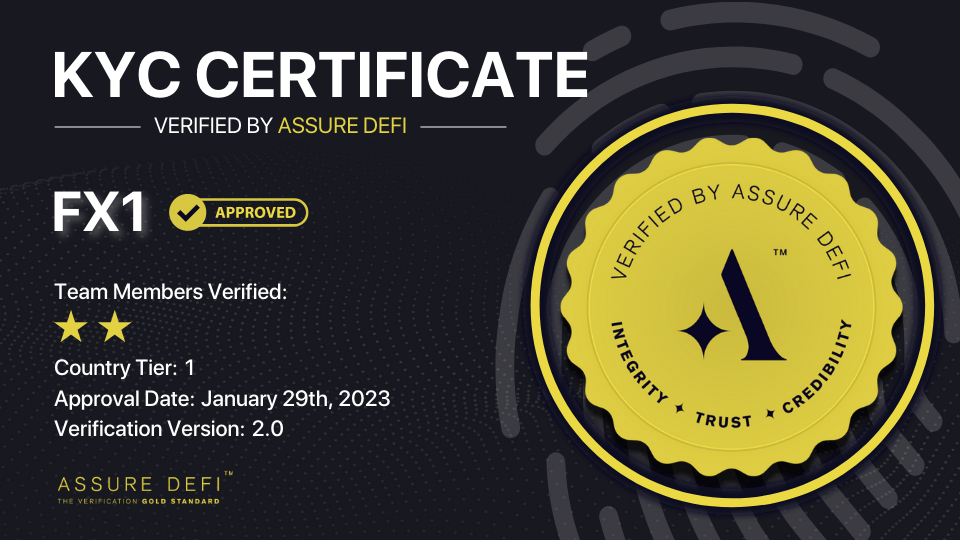 KYC CERTIFICATE
VERIFIED BY ASSURE DEFI
FX1
APPROVED
Team Members Verified:
Country Tier: 1
Approval Date: January 29th, 2023
Verification Version: 2.0
ASSURE DEFI™
THE VERIFICATION GOLD STANDARD
VERIFIED BY ASSURE DEFI
™
INTEGRITY ✦ TRUST ✦ CREDIBILITY